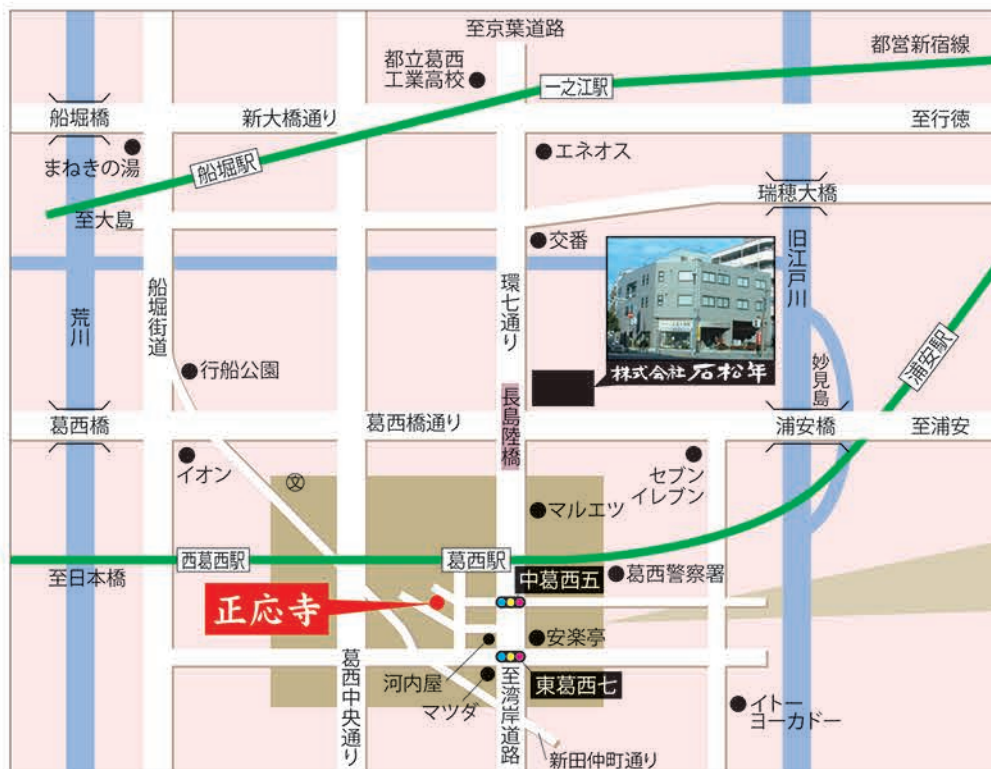 至京葉道路
都営新宿線
都立葛西
工業高校
一之江駅
船堀橋
新大橋通り
至行徳
まねきの湯
船堀駅
エネオス
瑞穂大橋
至大島
交番
旧江戸川
船堀街道
環七通り
荒川
株式会社 石松年
妙見島
浦安駅
行船公園
長島陸橋
葛西橋
葛西橋通り
浦安橋
至浦安
イオン
セブン
イレブン
文
マルエツ
西葛西駅
葛西駅
至日本橋
中葛西五
葛西警察署
正応寺
安楽亭
河内屋
マツダ
東葛西七
葛西中央通り
至湾岸道路
イトー
ヨーカドー
新田仲町通り